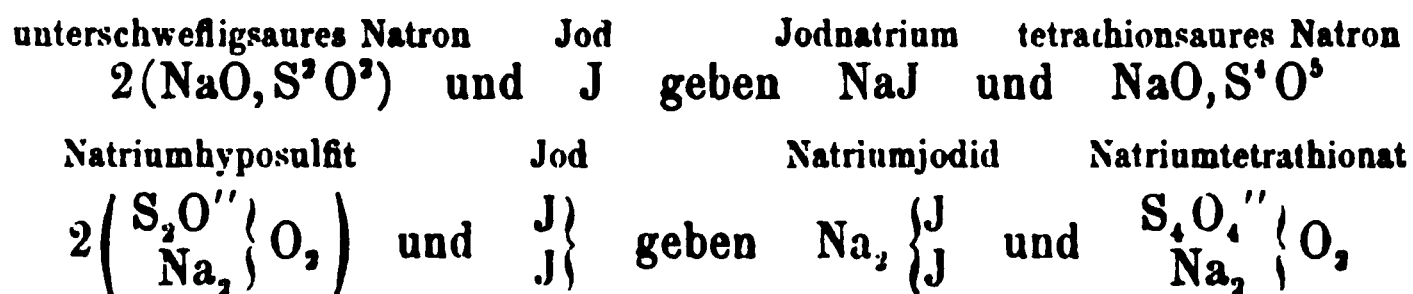 unterschwefligsaures Natron Jod Jodnatrium tetrathionsaures Natron
2(NaO, S²O²) und J geben NaJ und NaO, S⁴O⁵
Natriumhyposulfit Jod Natriumjodid Natriumtetrathionat
2( S₂O″ } O₂ ) und J } geben Na₂ { J und S₄O₄″ } O₂
Na₂ J J Na₂